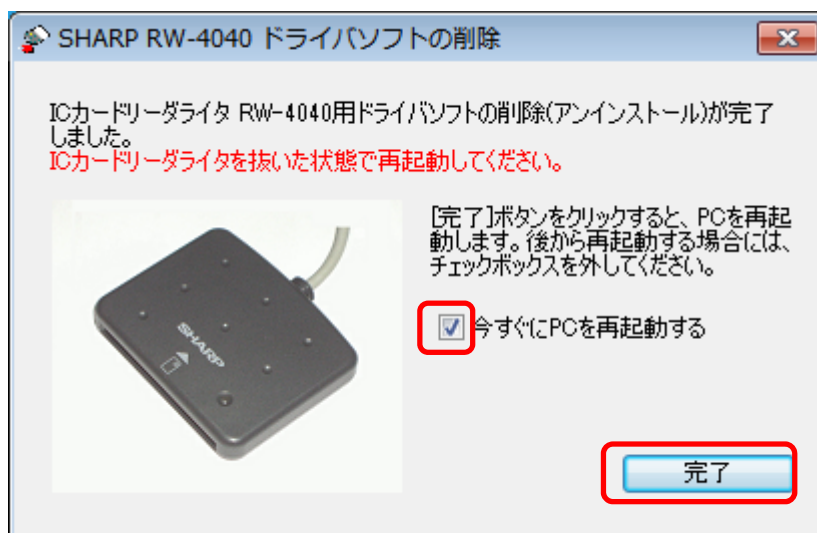 SHARP RW-4040 ドライバソフトの削除
ICカードリーダライタ RW-4040用ドライバソフトの削除(アンインストール)が完了
しました。
ICカードリーダライタを抜いた状態で再起動してください。
[完了]ボタンをクリックすると、PCを再起
動します。後から再起動する場合には、
チェックボックスを外してください。
SHARP
今すぐにPCを再起動する
完了